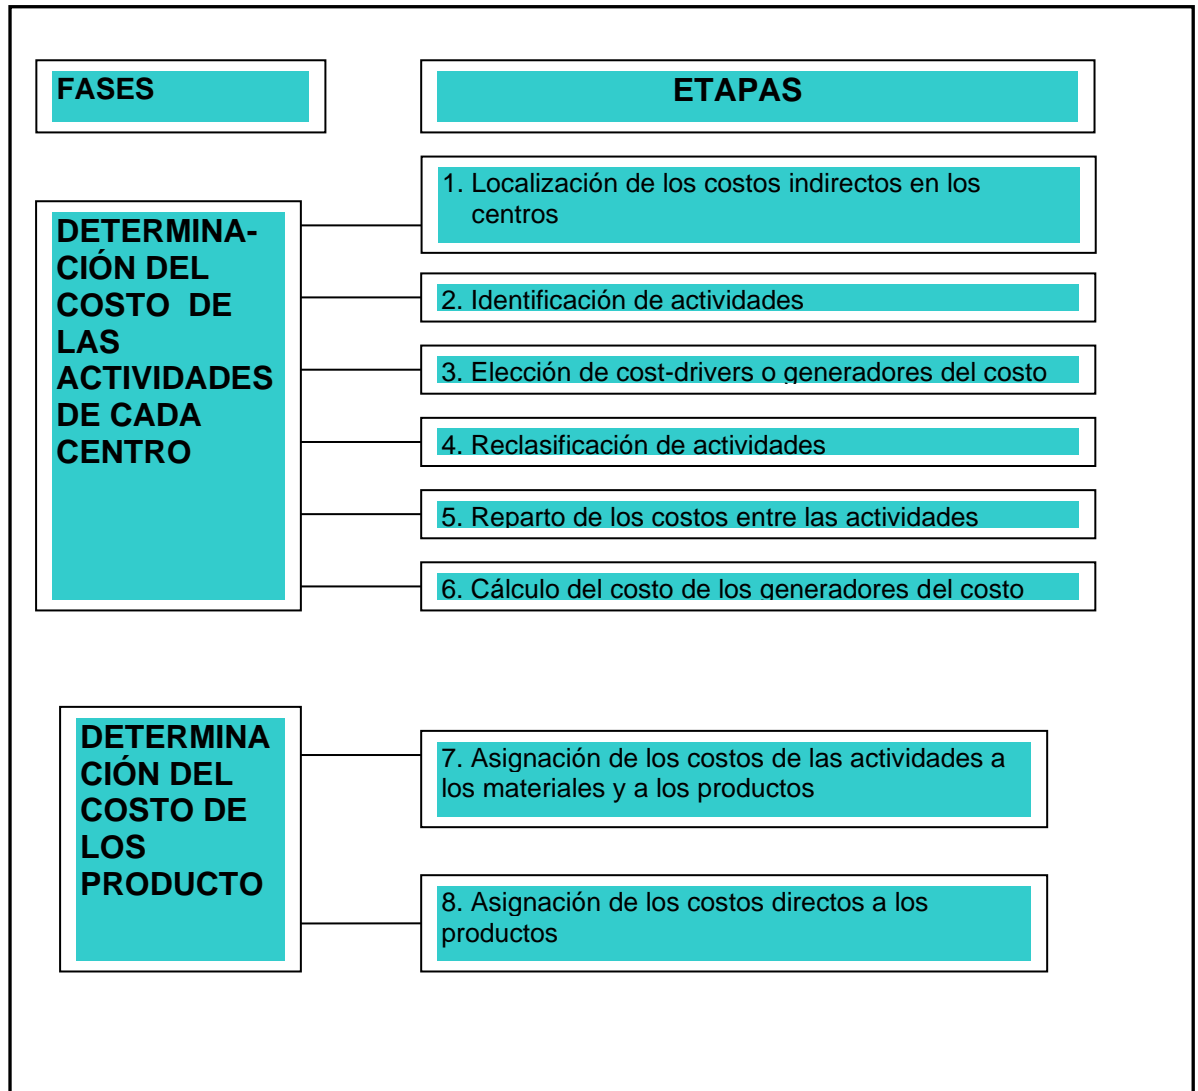 FASES
ETAPAS
DETERMINA-
CIÓN DEL
COSTO DE
LAS
ACTIVIDADES
DE CADA
CENTRO
1. Localización de los costos indirectos en los
centros
2. Identificación de actividades
3. Elección de cost-drivers o generadores del costo
4. Reclasificación de actividades
5. Reparto de los costos entre las actividades
6. Cálculo del costo de los generadores del costo
DETERMINA
CIÓN DEL
COSTO DE
LOS
PRODUCTO
7. Asignación de los costos de las actividades a
los materiales y a los productos
8. Asignación de los costos directos a los
productos